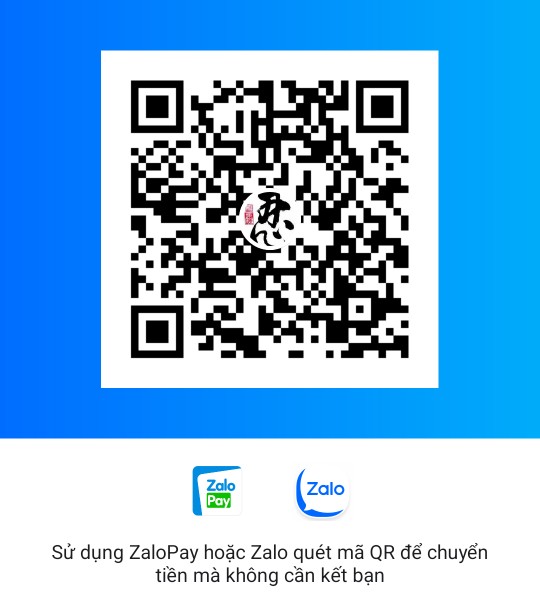 忍
Zalo
Pay
Zalo
Sử dụng ZaloPay hoặc Zalo quét mã QR để chuyển
tiền mà không cần kết bạn